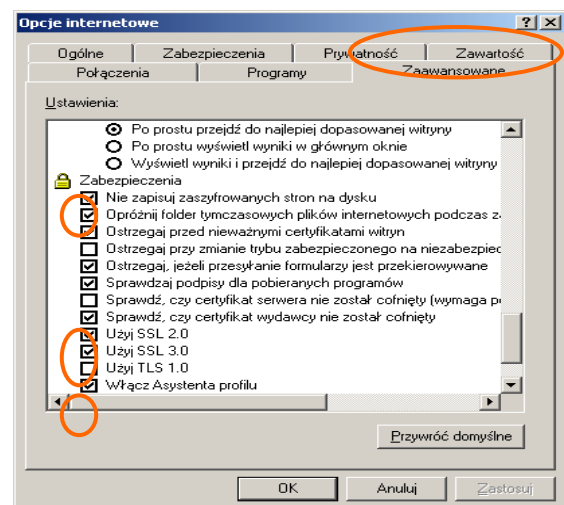 Opcje internetowe
Ogólne Zabezpieczenia Prywatność Zawartość
Połączenia Programy Zaawansowane
Ustawienia:
Po prostu przejdź do najlepiej dopasowanej witryny
Po prostu wyświetl wyniki w głównym oknie
Wyświetl wyniki i przejdź do najlepiej dopasowanej witryny
Zabezpieczenia
Nie zapisuj zaszyfrowanych stron na dysku
Opróżnij folder tymczasowych plików internetowych podczas z
Ostrzegaj przed nieważnymi certyfikatami witryn
Ostrzegaj przy zmianie trybu zabezpieczonego na niezabezpiec
Ostrzegaj, jeżeli przesyłanie formularzy jest przekierowywane
Sprawdzaj podpisy dla pobieranych programów
Sprawdź, czy certyfikat serwera nie został cofnięty (wymaga p
Sprawdź, czy certyfikat wydawcy nie został cofnięty
Użyj SSL 2.0
Użyj SSL 3.0
Użyj TLS 1.0
Włącz Asystenta profilu
Przywróć domyślne
OK Anuluj Zastosuj